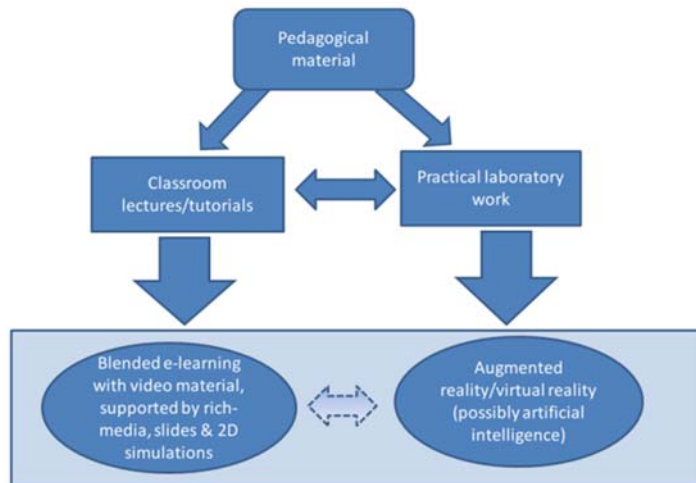 Pedagogical
material
Classroom
lectures/tutorials
Practical laboratory
work
Blended e-learning
with video material,
supported by rich-
media, slides & 2D
simulations
Augmented
reality/virtual reality
(possibly artificial
intelligence)